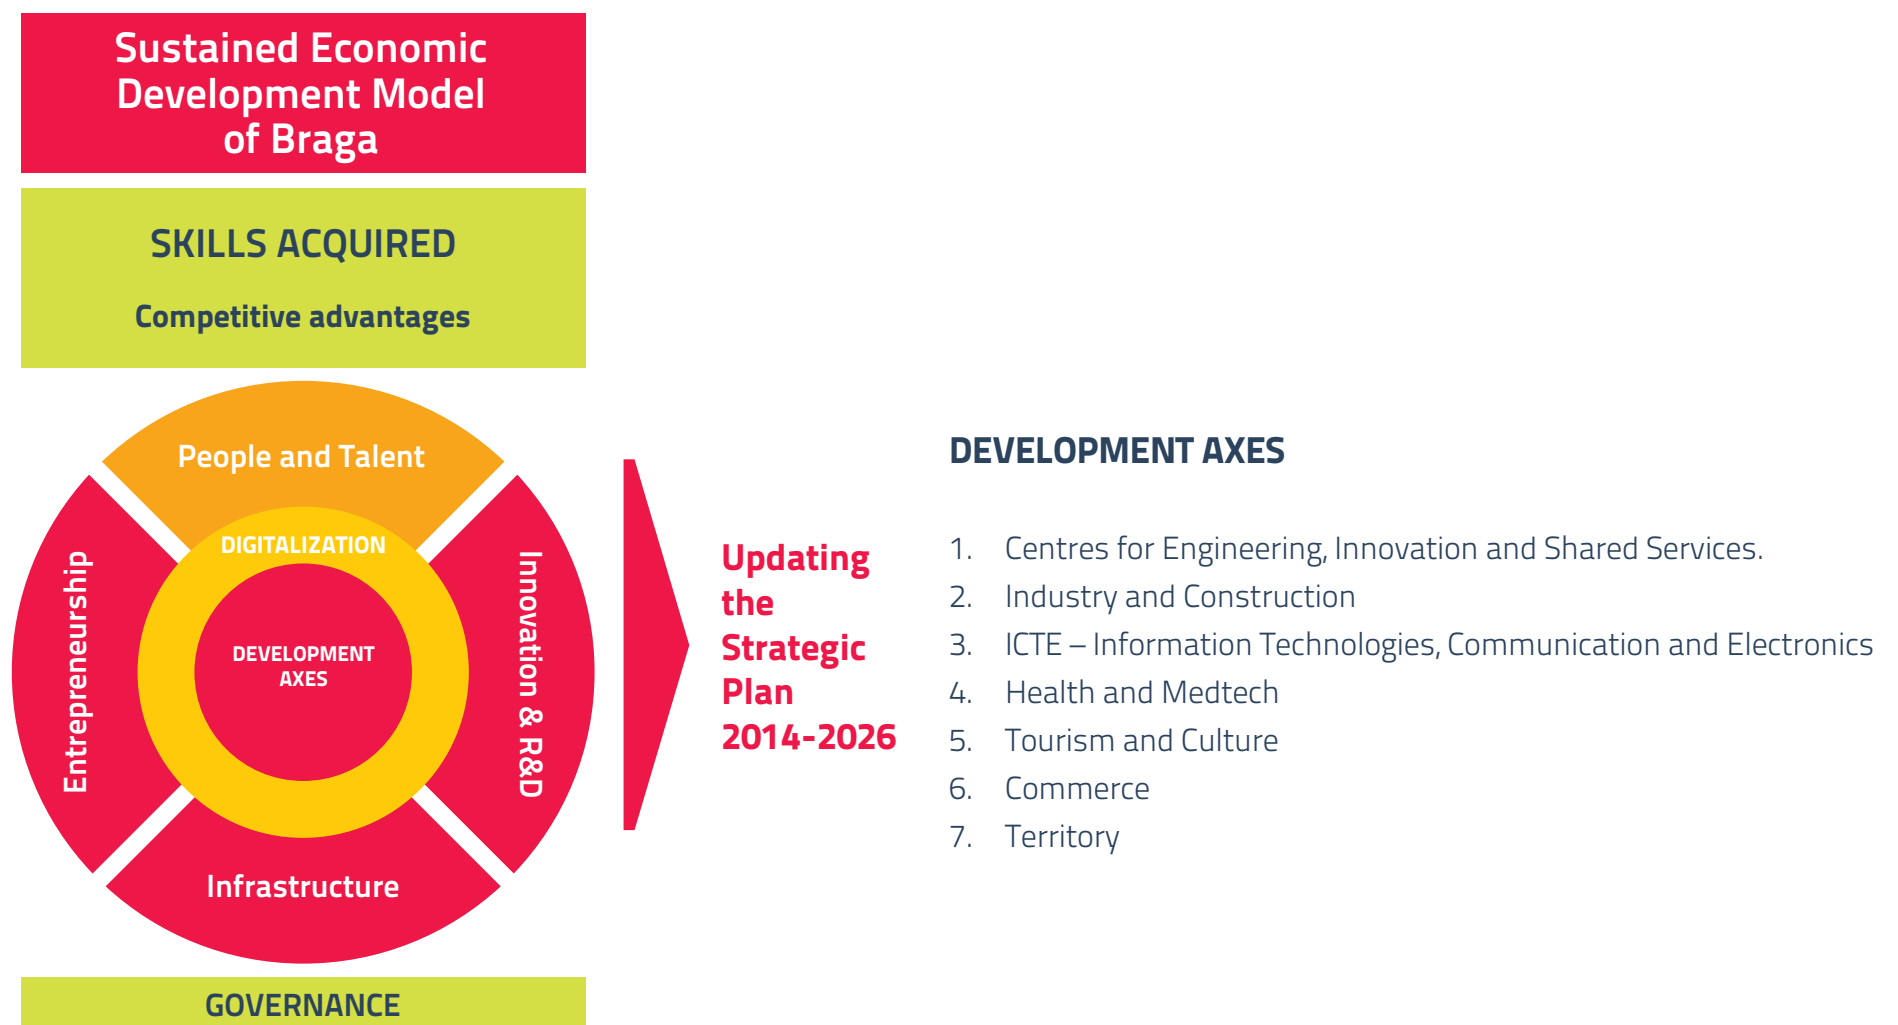 Sustained Economic
Development Model
of Braga
SKILLS ACQUIRED
Competitive advantages
People and Talent
DIGITALIZATION
Entrepreneurship
DEVELOPMENT
AXES
Innovation & R&D
Infrastructure
GOVERNANCE
Updating
the
Strategic
Plan
2014-2026
DEVELOPMENT AXES
1. Centres for Engineering, Innovation and Shared Services.
2. Industry and Construction
3. ICTE – Information Technologies, Communication and Electronics
4. Health and Medtech
5. Tourism and Culture
6. Commerce
7. Territory